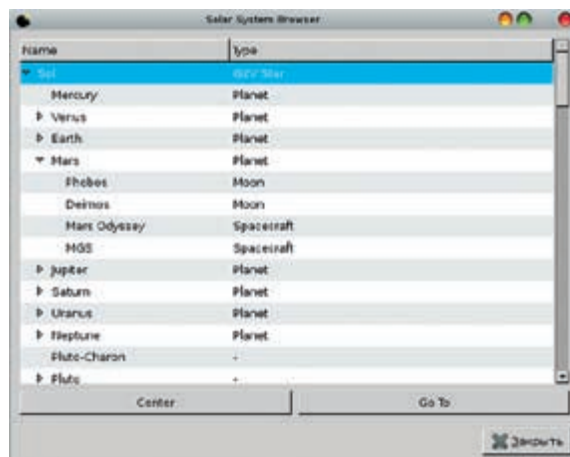 Solar System Browser
Name Type
Sol G2V Star
Mercury Planet
Venus Planet
Earth Planet
Mars Planet
Phobos Moon
Deimos Moon
Mars Odyssey Spacecraft
MGS Spacecraft
Jupiter Planet
Saturn Planet
Uranus Planet
Neptune Planet
Pluto-Charon -
Pluto -
Center Go To
Закрыть